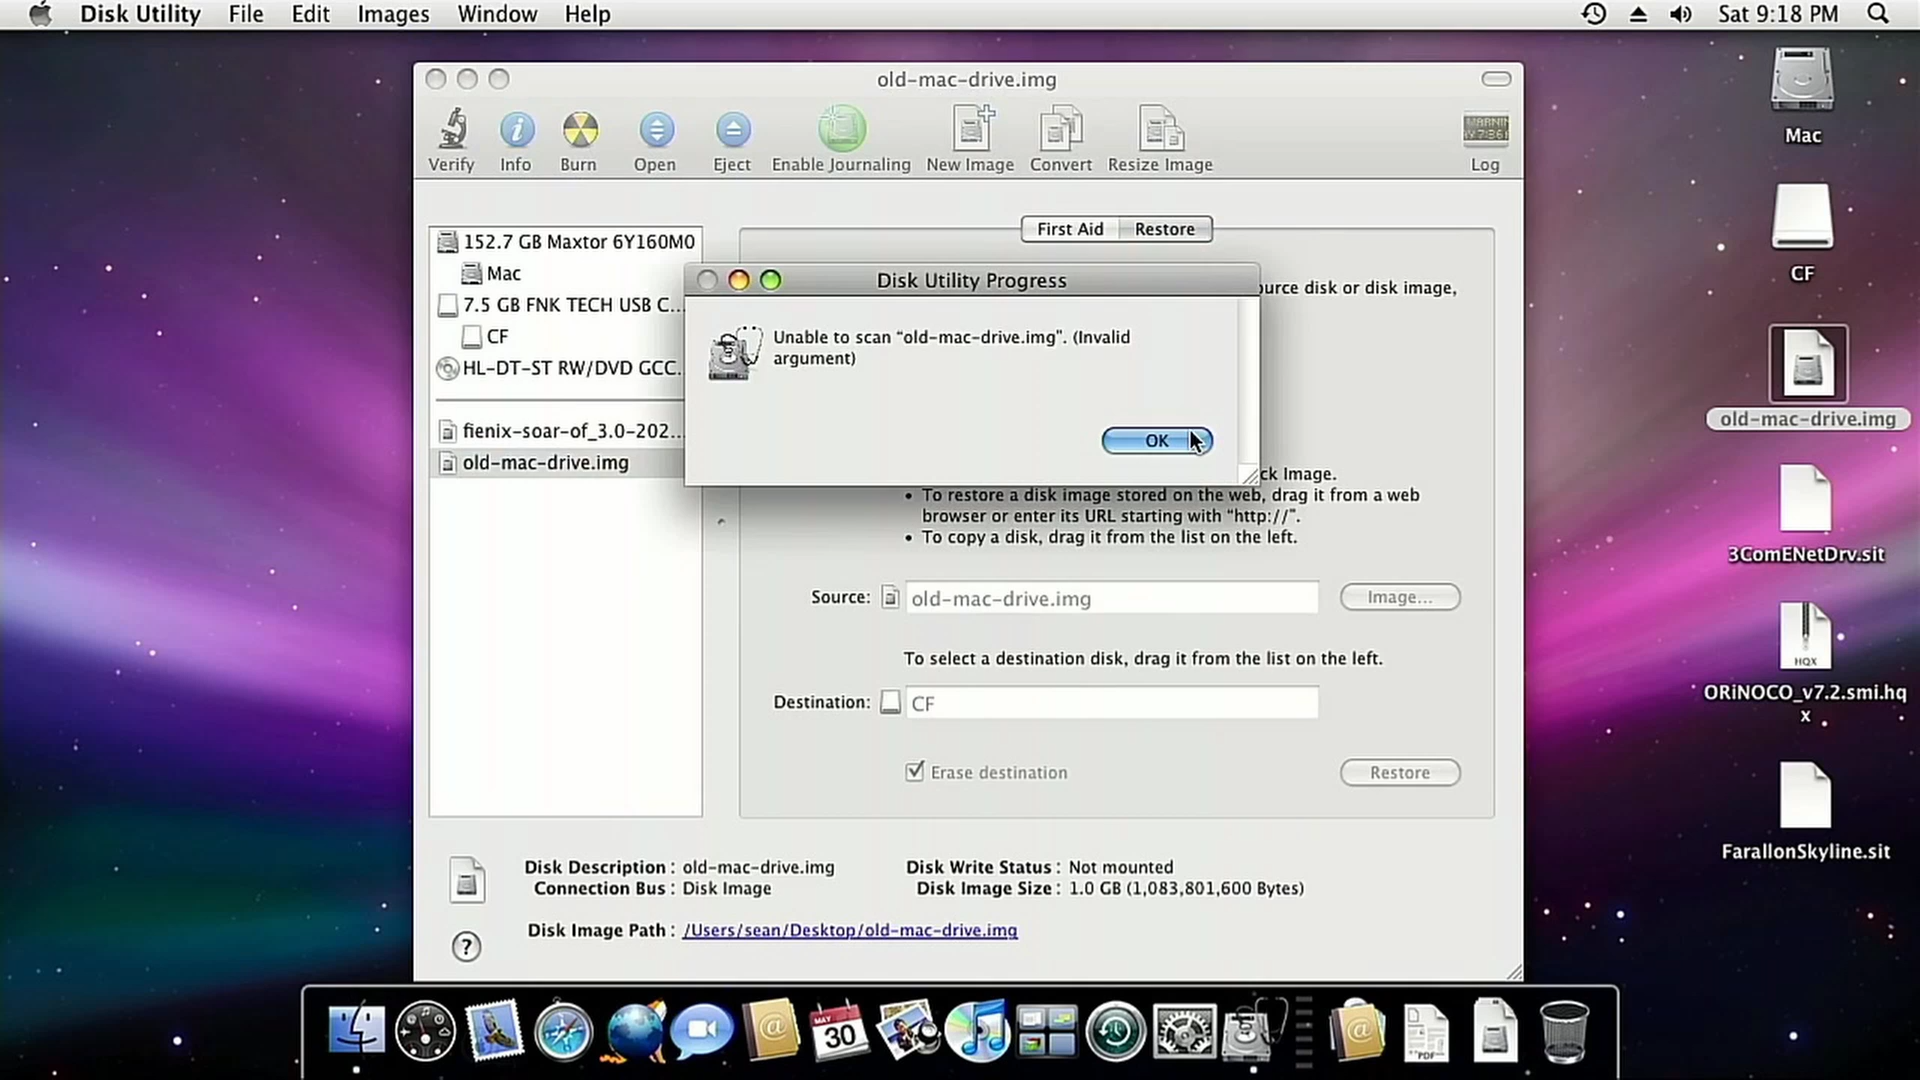 Disk Utility File Edit Images Window Help
Sat 9:18 PM
old-mac-drive.img
Verify Info Burn Open Eject Enable Journaling New Image Convert Resize Image Log
152.7 GB Maxtor 6Y160M0
Mac
7.5 GB FNK TECH USB C...
CF
HL-DT-ST RW/DVD GCC...
fienix-soar-of_3.0-202...
old-mac-drive.img
First Aid Restore
urce disk or disk image,
Disk Utility Progress
Unable to scan “old-mac-drive.img”. (Invalid
argument)
OK
ck Image.
• To restore a disk image stored on the web, drag it from a web
browser or enter its URL starting with “http://”.
• To copy a disk, drag it from the list on the left.
Source: old-mac-drive.img Image...
To select a destination disk, drag it from the list on the left.
Destination: CF
Erase destination Restore
Disk Description : old-mac-drive.img Disk Write Status : Not mounted
Connection Bus : Disk Image Disk Image Size : 1.0 GB (1,083,801,600 Bytes)
Disk Image Path : /Users/sean/Desktop/old-mac-drive.img
?
Mac
CF
old-mac-drive.img
3ComENetDrv.sit
HQX
ORiNOCO_v7.2.smi.hq
x
FarallonSkyline.sit
MAY
30
PDF